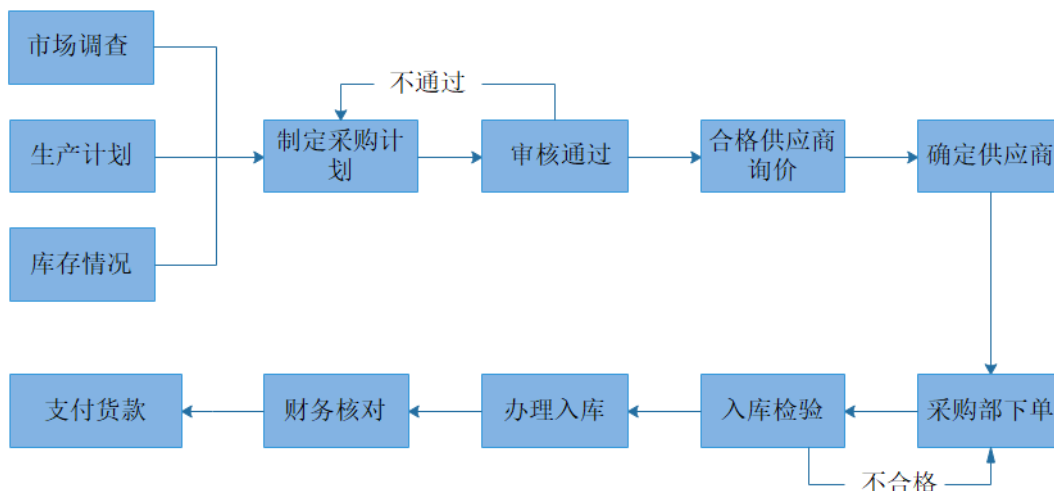 市场调查
不通过
生产计划
制定采购计
划
审核通过
合格供应商
询价
确定供应商
库存情况
支付货款
财务核对
办理入库
入库检验
采购部下单
不合格